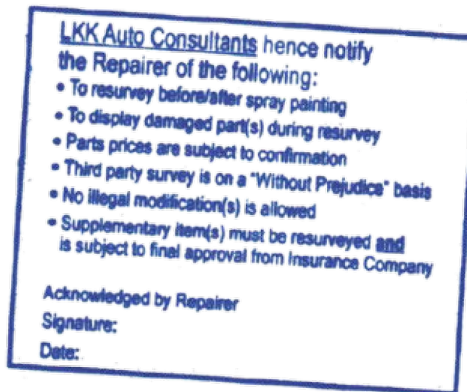 LKK Auto Consultants hence notify
the Repairer of the following:
• To resurvey before/after spray painting
• To display damaged part(s) during resurvey
• Parts prices are subject to confirmation
• Third party survey is on a "Without Prejudice" basis
• No illegal modification(s) is allowed
• Supplementary item(s) must be resurveyed and
is subject to final approval from Insurance Company
Acknowledged by Repairer
Signature:
Date: